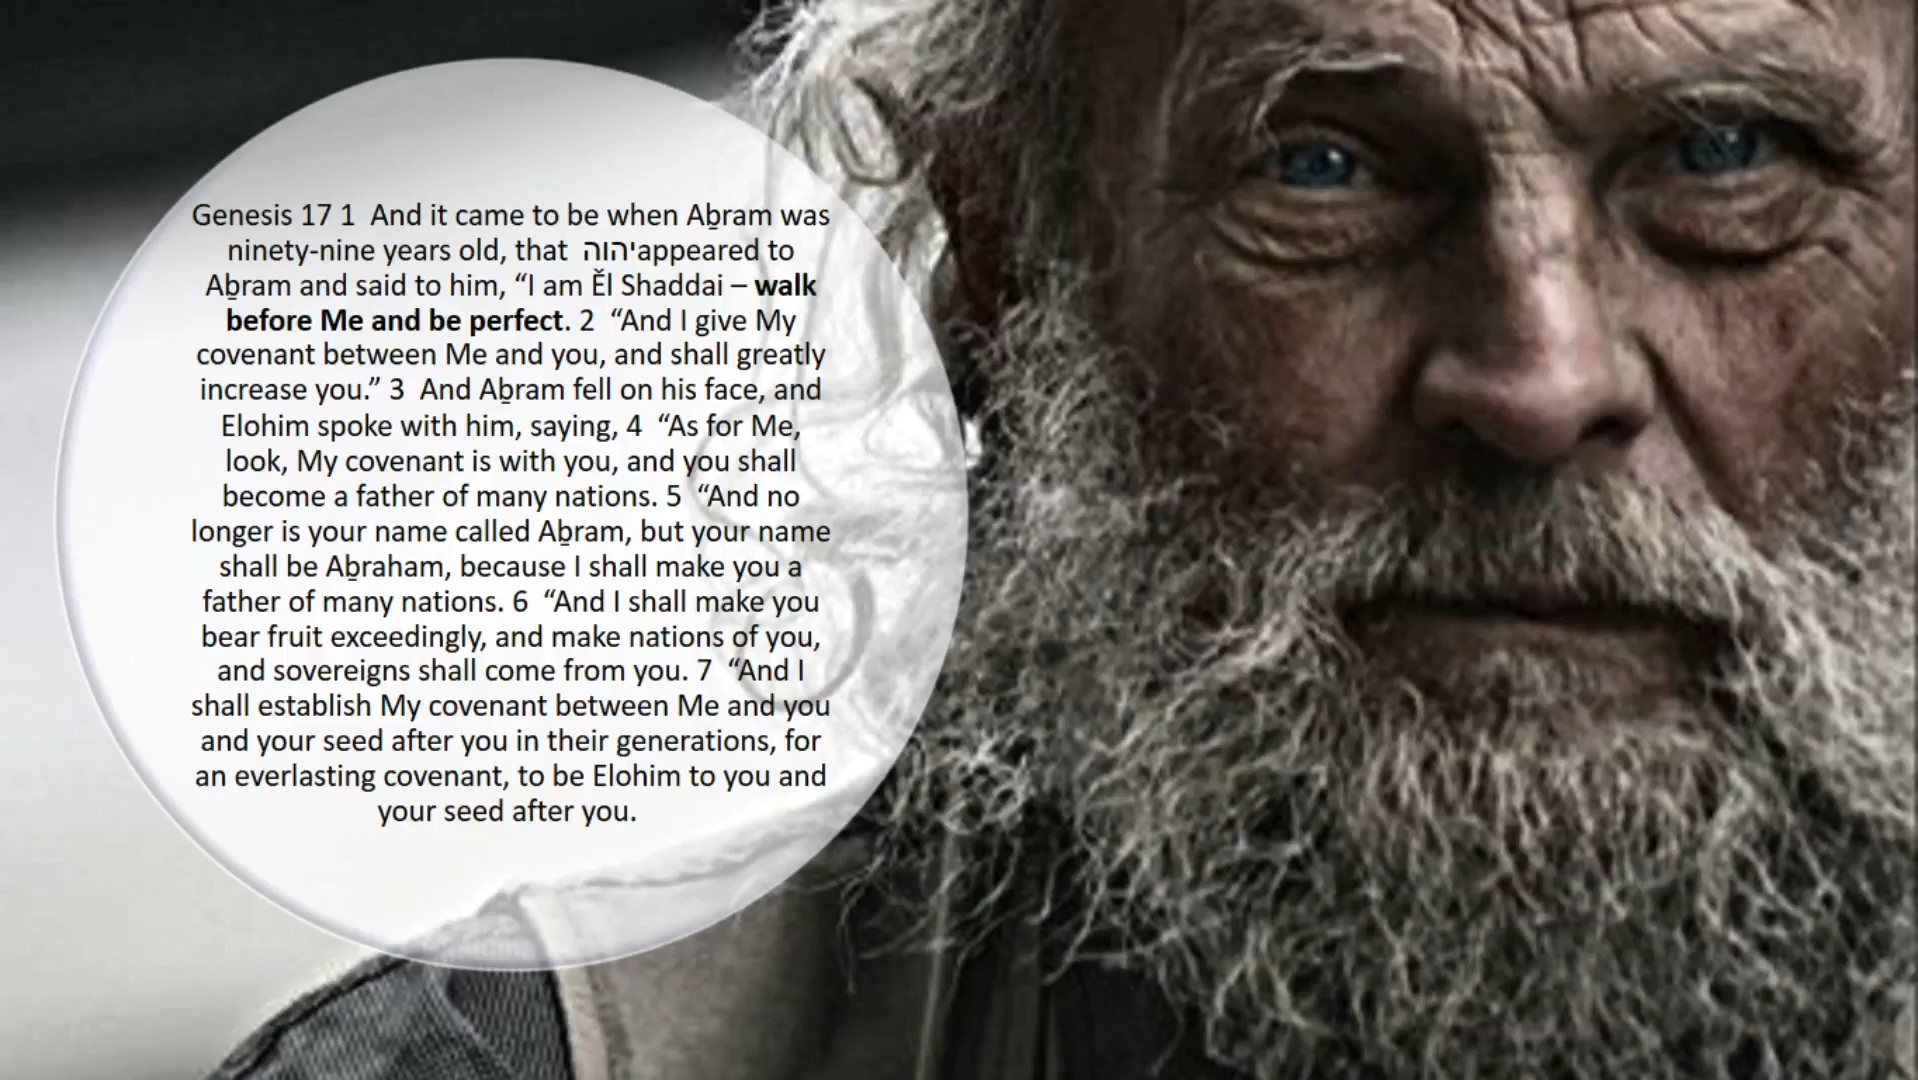 Genesis 17 1  And it came to be when Aḇram was
ninety-nine years old, that  יהוהappeared to
Aḇram and said to him, “I am Ěl Shaddai – walk
before Me and be perfect. 2  “And I give My
covenant between Me and you, and shall greatly
increase you.” 3  And Aḇram fell on his face, and
Elohim spoke with him, saying, 4  “As for Me,
look, My covenant is with you, and you shall
become a father of many nations. 5  “And no
longer is your name called Aḇram, but your name
shall be Aḇraham, because I shall make you a
father of many nations. 6  “And I shall make you
bear fruit exceedingly, and make nations of you,
and sovereigns shall come from you. 7  “And I
shall establish My covenant between Me and you
and your seed after you in their generations, for
an everlasting covenant, to be Elohim to you and
your seed after you.